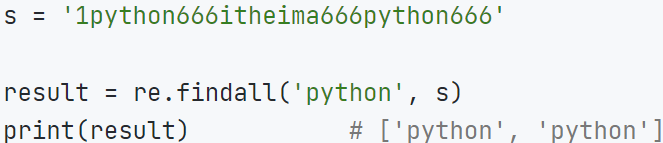 s = '1python666itheima666python666'
result = re.findall('python', s)
print(result)          # ['python', 'python']